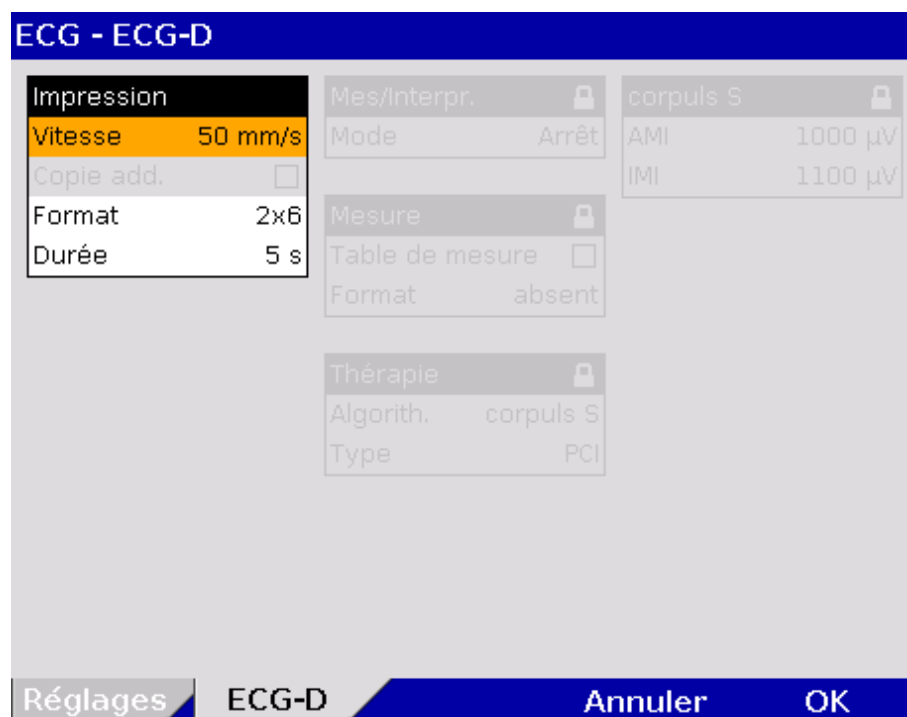 ECG - ECG-D
Impression
Vitesse 50 mm/s
Copie add.
Format 2x6
Durée 5 s
Mes/Interpr.
Mode Arrêt
Mesure
Table de mesure
Format absent
Thérapie
Algorith. corpuls S
Type PCI
corpuls S
AMI 1000 µV
IMI 1100 µV
Réglages ECG-D Annuler OK